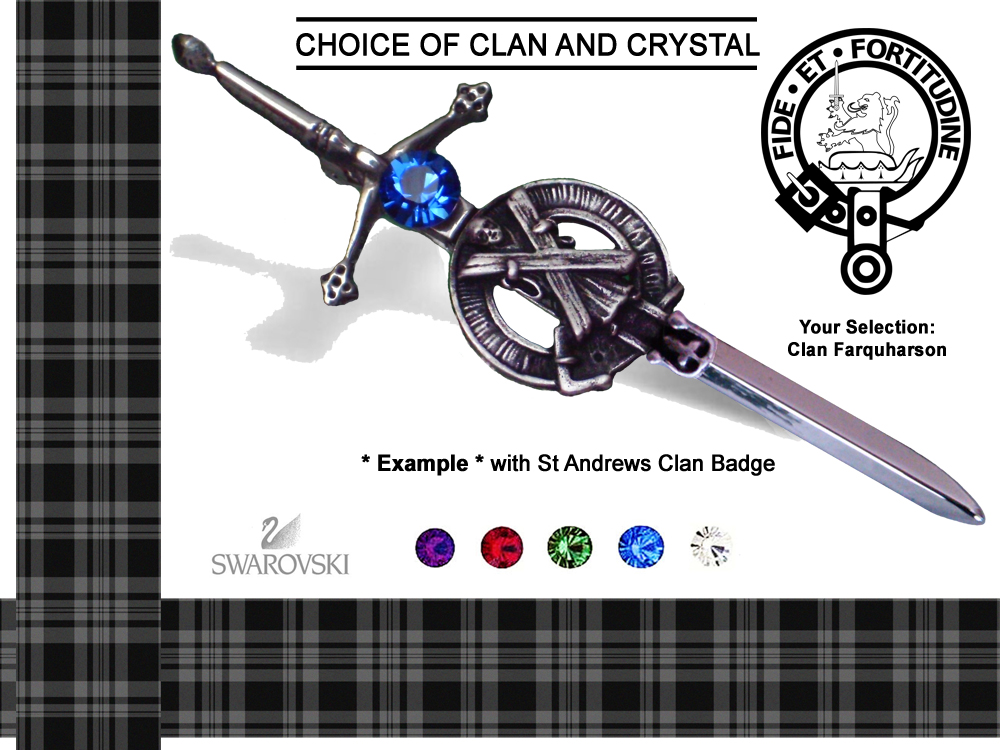 CHOICE OF CLAN AND CRYSTAL
FIDE • ET • FORTITUDINE
Your Selection:
Clan Farquharson
* Example * with St Andrews Clan Badge
SWAROVSKI